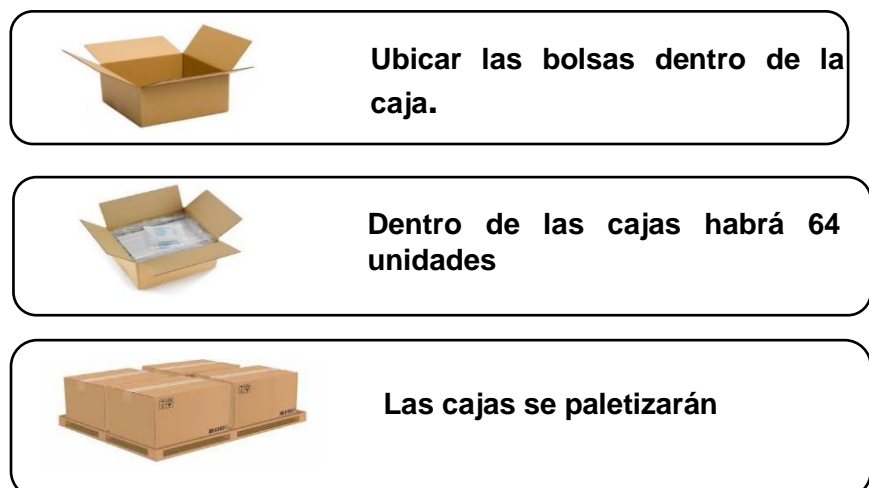 Ubicar las bolsas dentro de la
caja.
Dentro de las cajas habrá 64
unidades
Las cajas se paletizarán